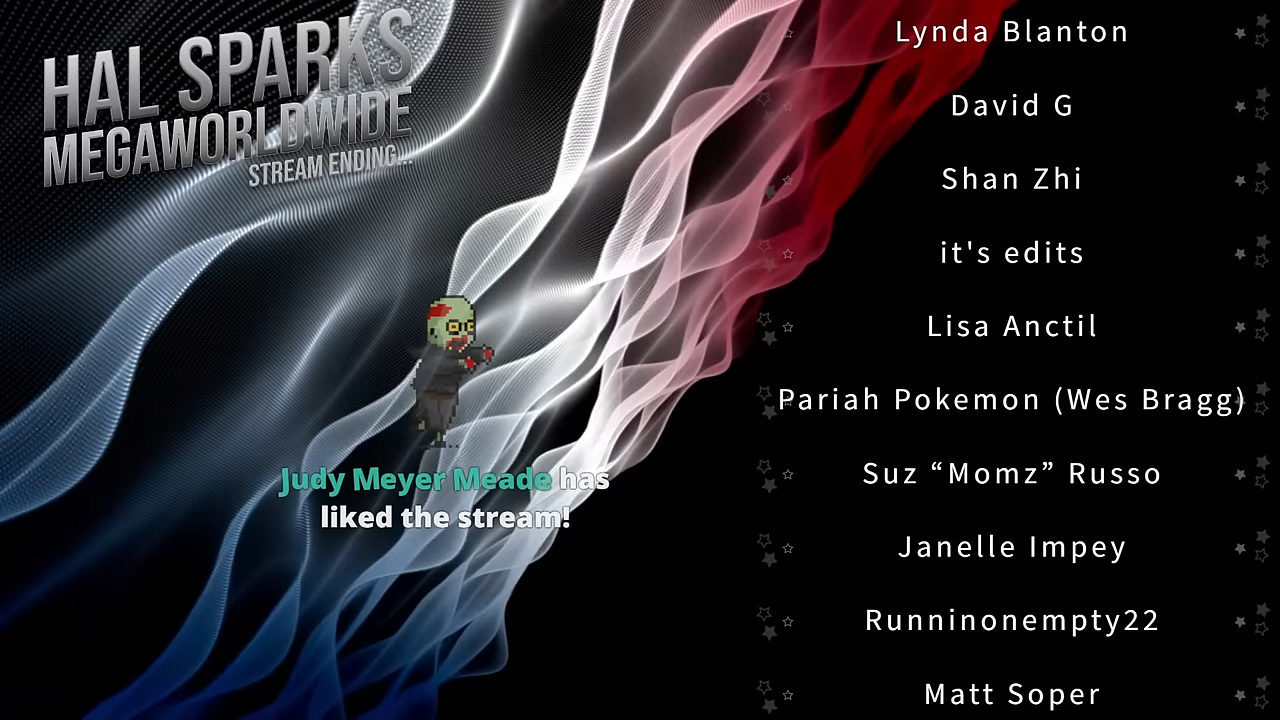 HAL SPARKS
MEGAWORLDWIDE
STREAM ENDING...
Judy Meyer Meade has
liked the stream!
Lynda Blanton
David G
Shan Zhi
it's edits
Lisa Anctil
Pariah Pokemon (Wes Bragg)
Suz “Momz” Russo
Janelle Impey
Runninonempty22
Matt Soper